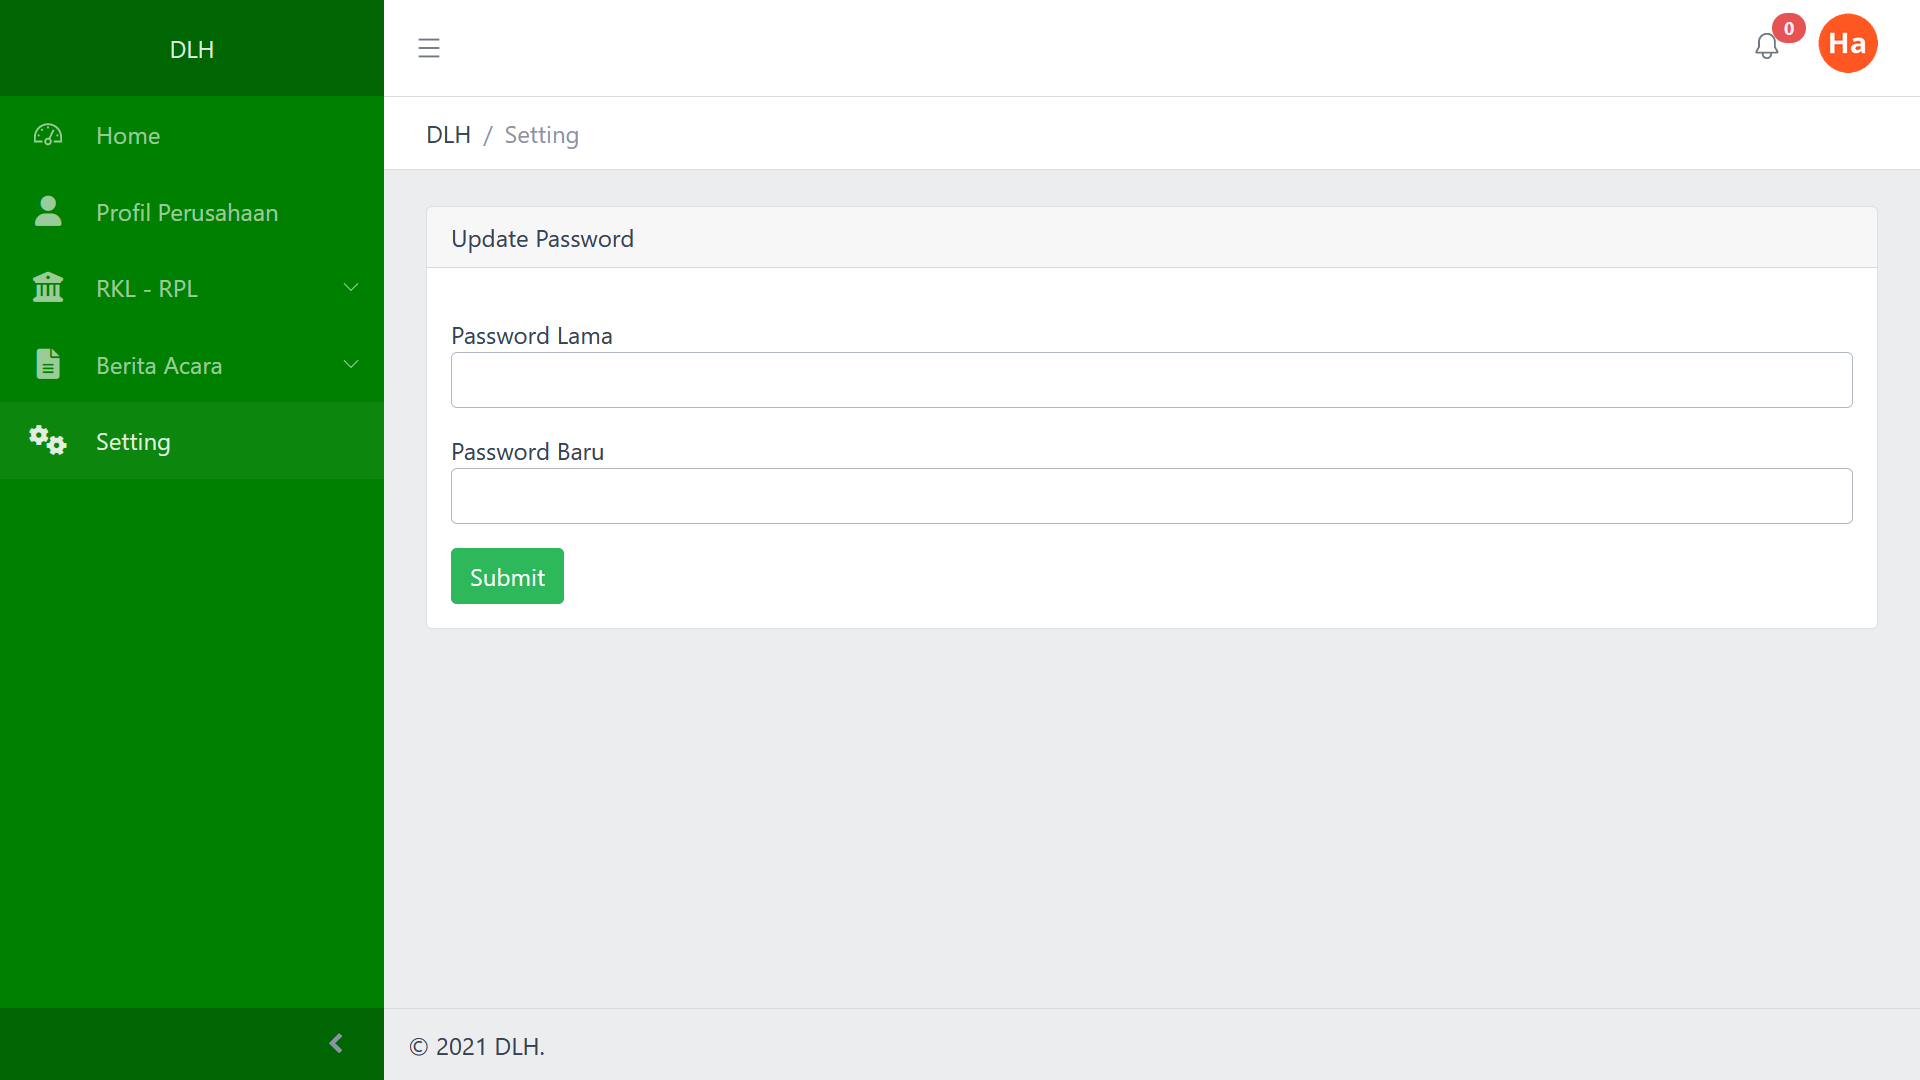 DLH
Home
Profil Perusahaan
RKL - RPL
Berita Acara
Setting
0
Ha
DLH / Setting
Update Password
Password Lama
Password Baru
Submit
© 2021 DLH.